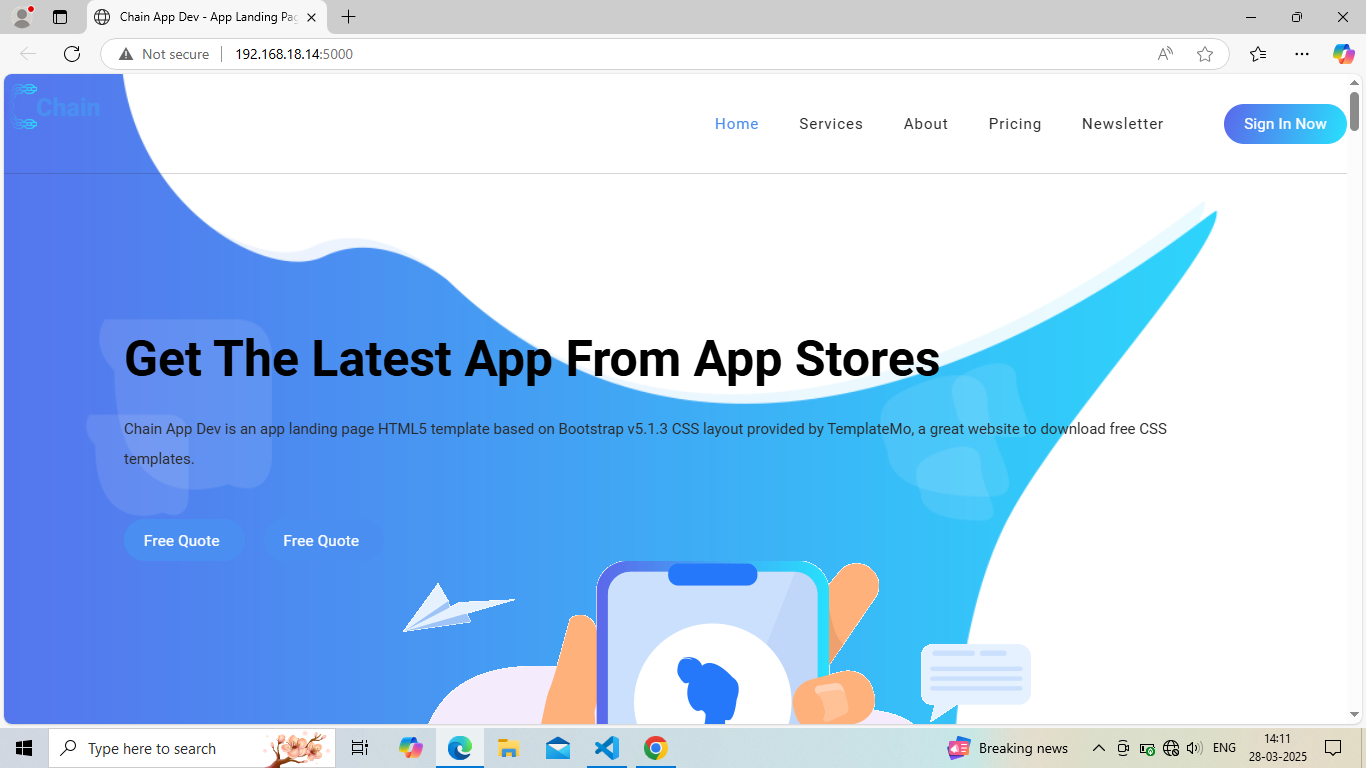 Chain App Dev - App Landing Pag
Not secure
192.168.18.14:5000
Chain
Home
Services
About
Pricing
Newsletter
Sign In Now
Get The Latest App From App Stores
Chain App Dev is an app landing page HTML5 template based on Bootstrap v5.1.3 CSS layout provided by TemplateMo, a great website to download free CSS
templates.
Free Quote
Free Quote
Type here to search
Breaking news
ENG
14:11
28-03-2025